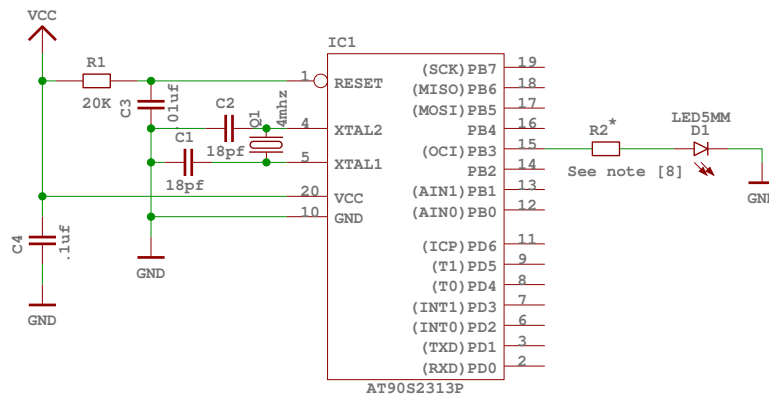 VCC
R1
20K
C3
.01uf
C2
18pf
Q1
4mhz
C1
18pf
C4
.1uf
GND
GND
IC1
1
RESET
4
XTAL2
5
XTAL1
20
VCC
10
GND
(SCK)PB7
19
(MISO)PB6
18
(MOSI)PB5
17
PB4
16
(OCI)PB3
15
PB2
14
(AIN1)PB1
13
(AIN0)PB0
12
(ICP)PD6
11
(T1)PD5
9
(T0)PD4
8
(INT1)PD3
7
(INT0)PD2
6
(TXD)PD1
3
(RXD)PD0
2
AT90S2313P
R2*
See note [8]
LED5MM
D1
GND